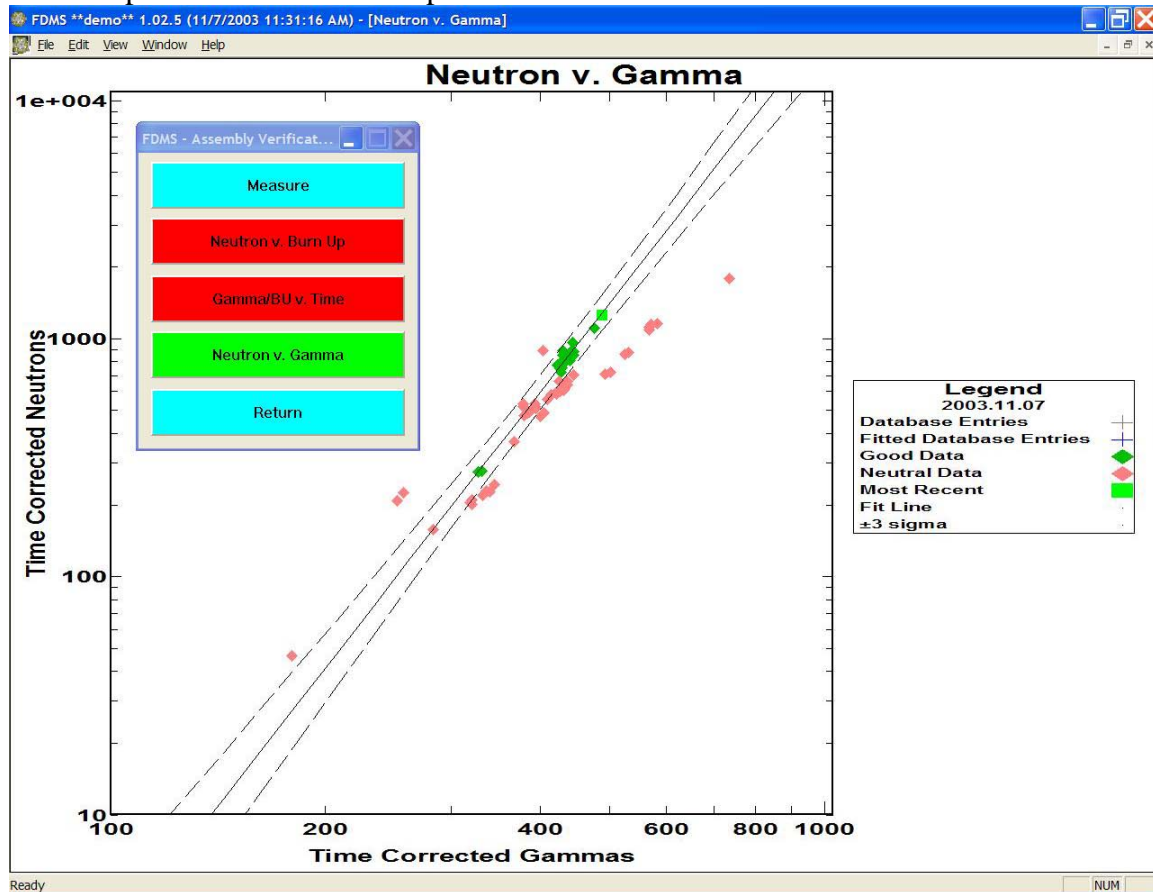 FDMS **demo** 1.02.5 (11/7/2003 11:31:16 AM) - [Neutron v. Gamma]
File Edit View Window Help
Neutron v. Gamma
1e+004
FDMS - Assembly Verificat...
Measure
Neutron v. Burn Up
Gamma/BU v. Time
Neutron v. Gamma
Return
1000
Time Corrected Neutrons
Legend
2003.11.07
Database Entries
Fitted Database Entries
Good Data
Neutral Data
Most Recent
Fit Line
±3 sigma
100
10
100 200 400 600 800 1000
Time Corrected Gammas
Ready NUM